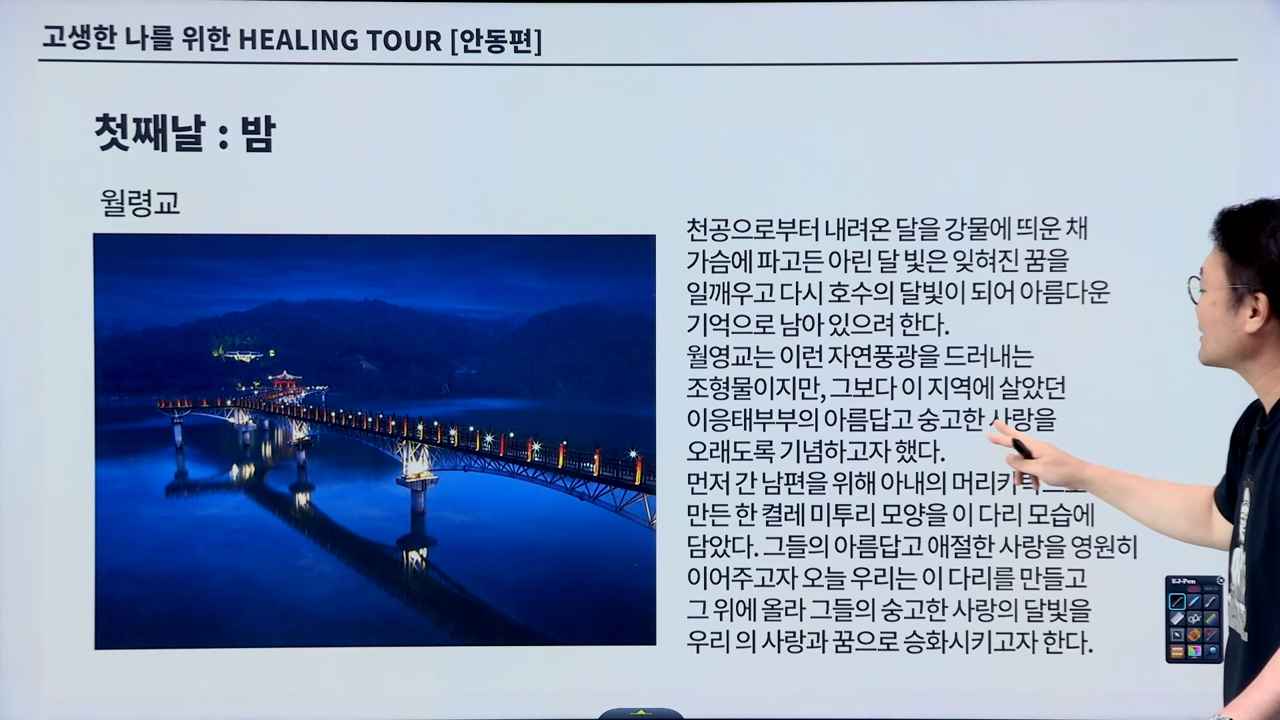 고생한 나를 위한 HEALING TOUR [안동편]
첫째날 : 밤
월령교
천공으로부터 내려온 달을 강물에 띄운 채
가슴에 파고든 아린 달 빛은 잊혀진 꿈을
일깨우고 다시 호수의 달빛이 되어 아름다운
기억으로 남아 있으려 한다.
월영교는 이런 자연풍광을 드러내는
조형물이지만, 그보다 이 지역에 살았던
이응태부부의 아름답고 숭고한 사랑을
오래도록 기념하고자 했다.
먼저 간 남편을 위해 아내의
만든 한 켤레 미투리 모양을 이 다리 모습에
담았다. 그들의 아름답고 애절한 사랑을 영원히
이어주고자 오늘 우리는 이 다리를 만들고
그 위에 올라 그들의 숭고한 사랑의 달빛을
우리 의 사랑과 꿈으로 승화시키고자 한다.
EJ-Pen